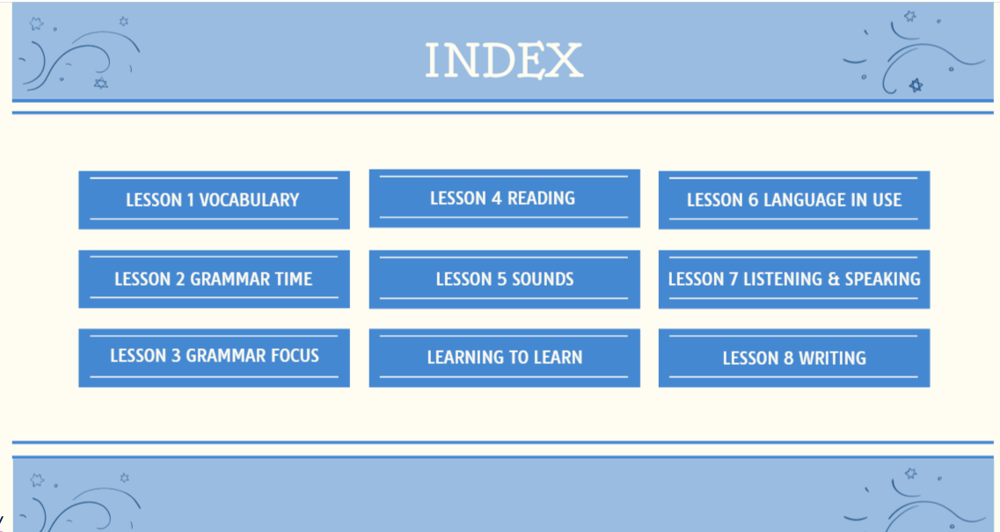 INDEX
LESSON 1 VOCABULARY
LESSON 4 READING
LESSON 6 LANGUAGE IN USE
LESSON 2 GRAMMAR TIME
LESSON 5 SOUNDS
LESSON 7 LISTENING & SPEAKING
LESSON 3 GRAMMAR FOCUS
LEARNING TO LEARN
LESSON 8 WRITING